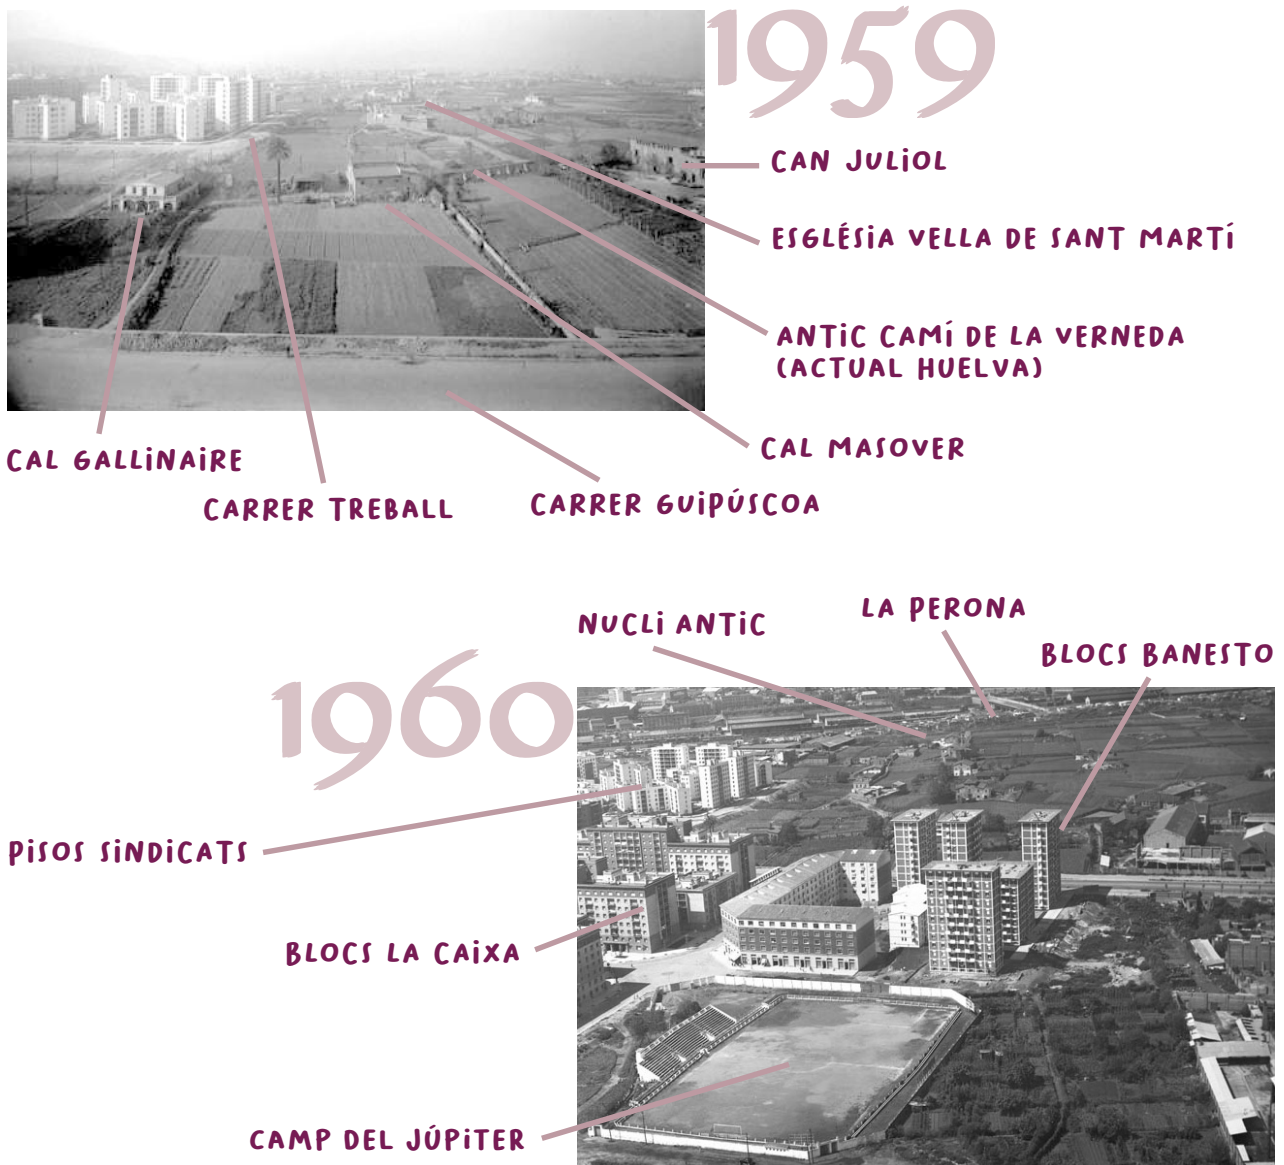 1959
CAN JULIOL
ESGLÉSIA VELLA DE SANT MARTÍ
ANTIC CAMÍ DE LA VERNEDA
(ACTUAL HUELVA)
CAL MASOVER
CAL GALLINAIRE
CARRER TREBALL
CARRER GUIPÚSCOA
NUCLI ANTIC
LA PERONA
BLOCS BANESTO
1960
PISOS SINDICATS
BLOCS LA CAIXA
CAMP DEL JÚPITER